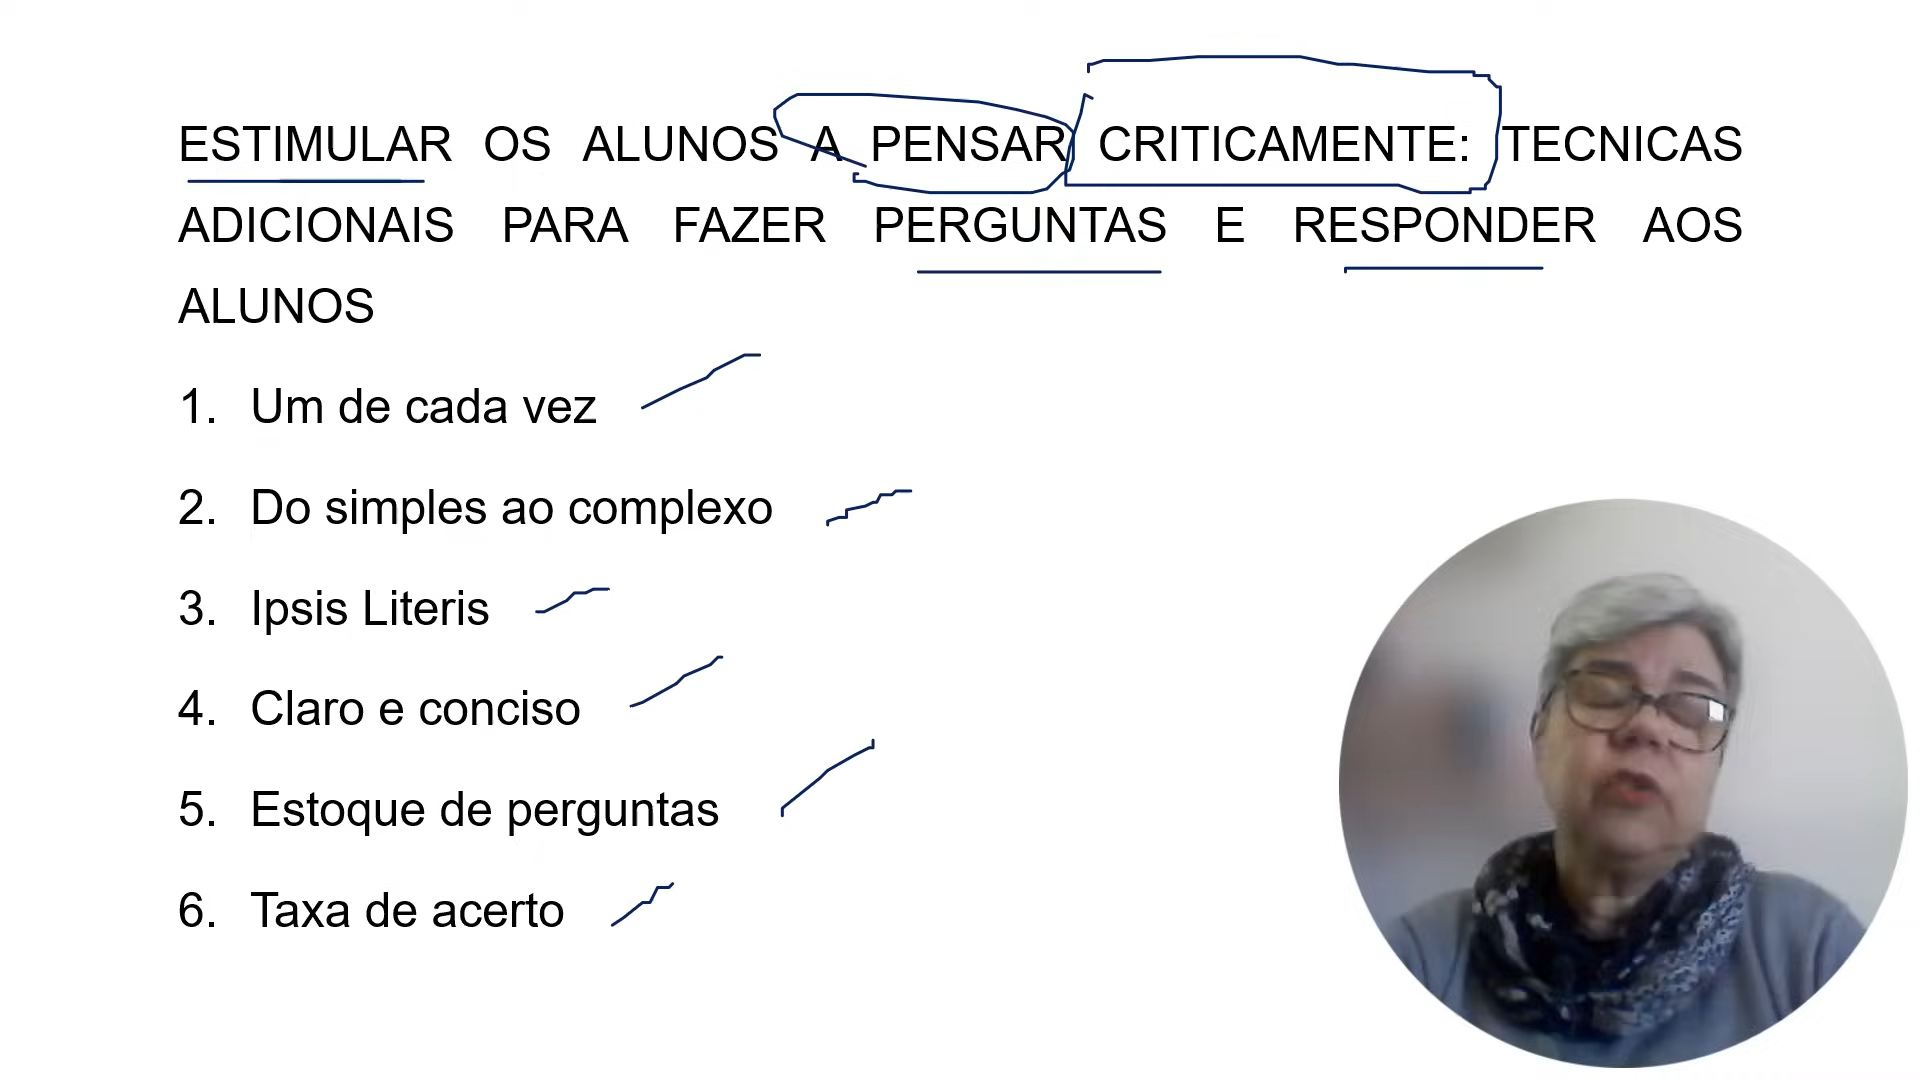 ESTIMULAR OS ALUNOS A PENSAR CRITICAMENTE: TECNICAS
ADICIONAIS PARA FAZER PERGUNTAS E RESPONDER AOS
ALUNOS
1. Um de cada vez
2. Do simples ao complexo
3. Ipsis Literis
4. Claro e conciso
5. Estoque de perguntas
6. Taxa de acerto